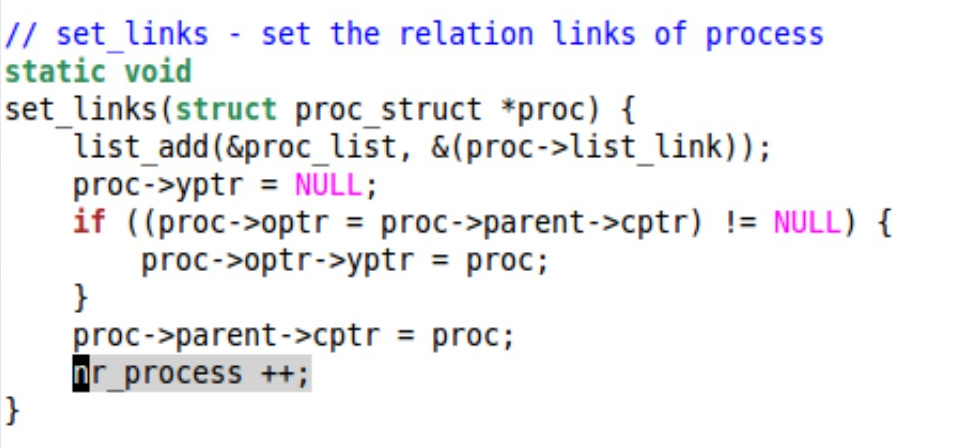 // set_links - set the relation links of process
static void
set_links(struct proc_struct *proc) {
    list_add(&proc_list, &(proc->list_link));
    proc->yptr = NULL;
    if ((proc->optr = proc->parent->cptr) != NULL) {
        proc->optr->yptr = proc;
    }
    proc->parent->cptr = proc;
    nr_process ++;
}